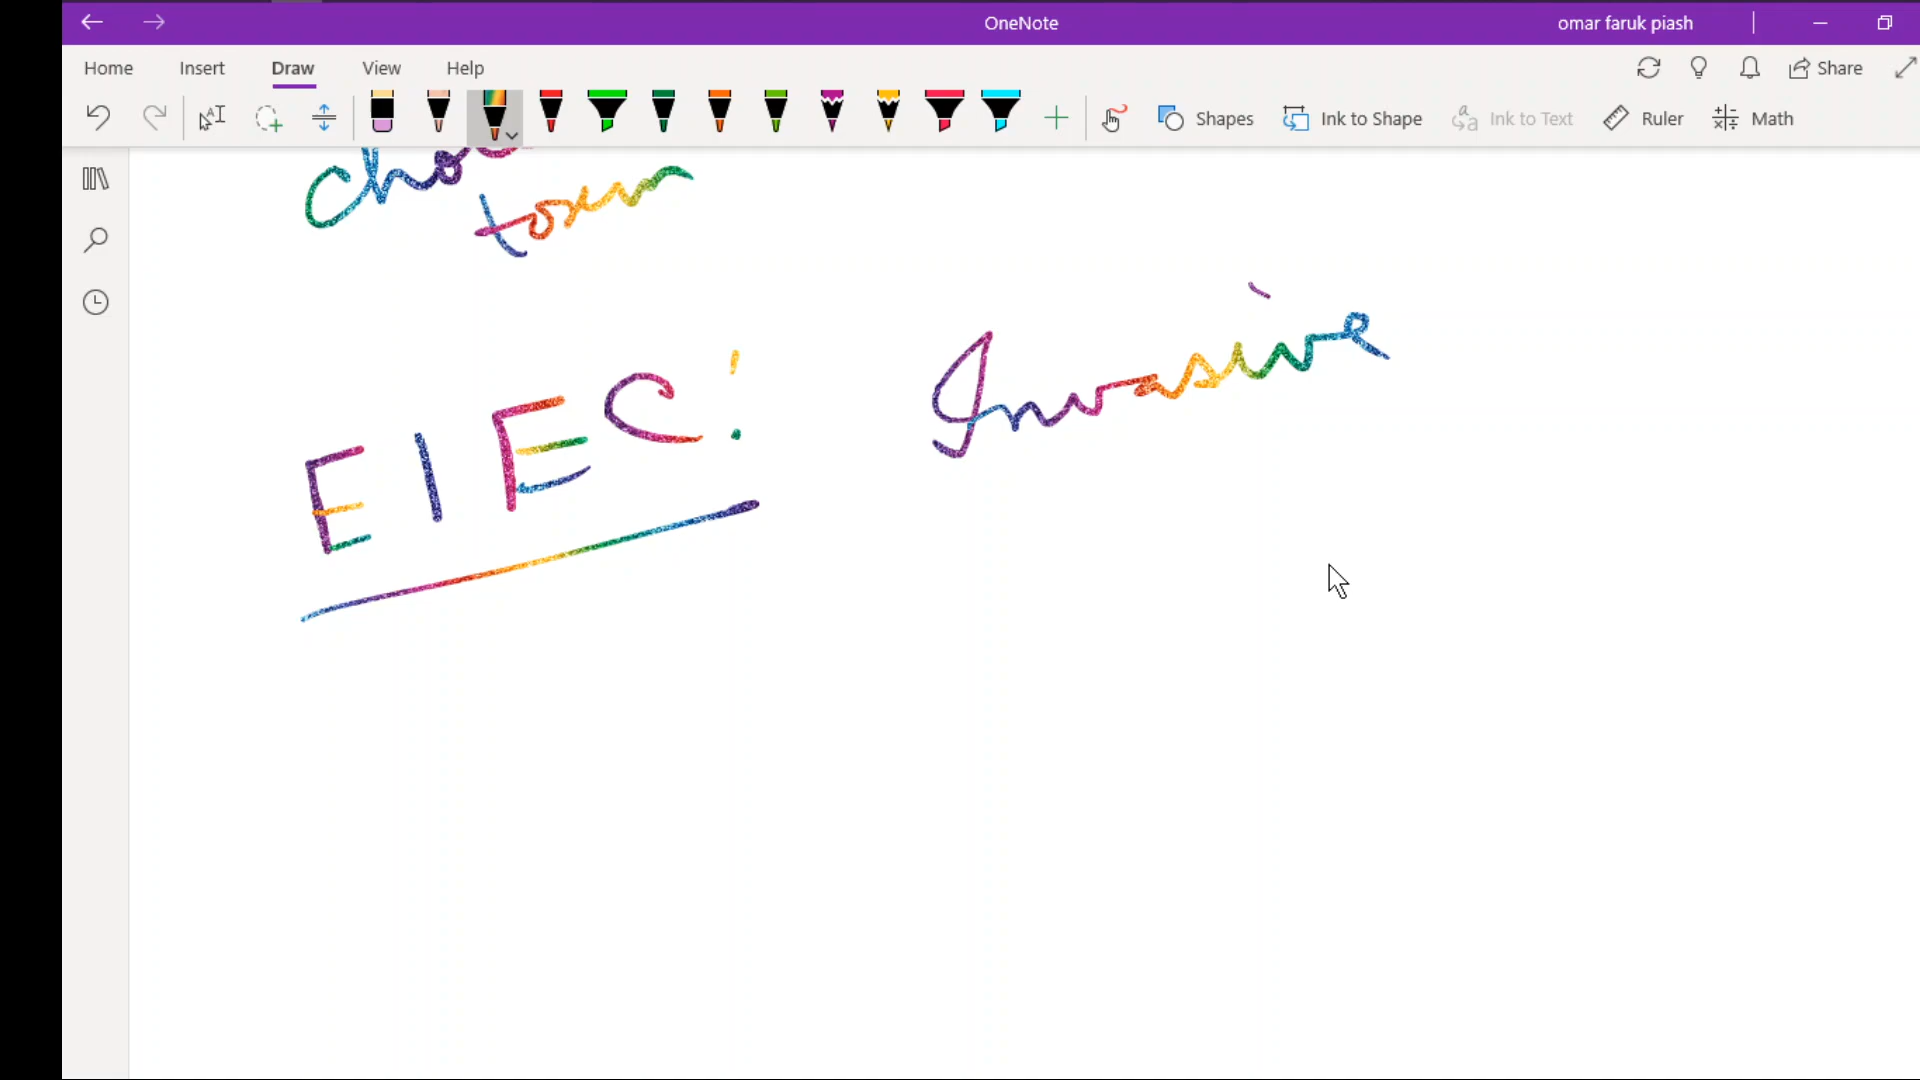 OneNote
omar faruk piash
Home Insert Draw View Help
Share
Shapes Ink to Shape Ink to Text Ruler Math
toxin
EIEC: Invasive